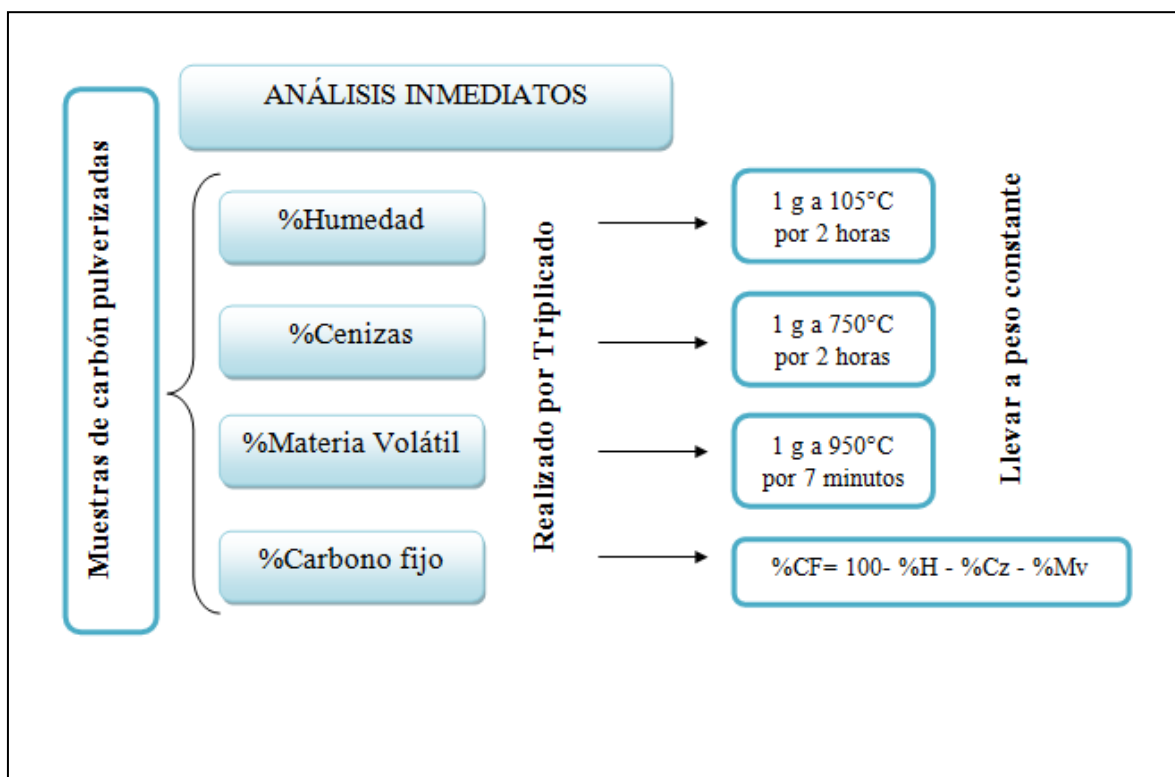 ANÁLISIS INMEDIATOS
Muestras de carbón pulverizadas
%Humedad
%Cenizas
%Materia Volátil
%Carbono fijo
Realizado por Triplicado
1 g a 105°C
por 2 horas
1 g a 750°C
por 2 horas
1 g a 950°C
por 7 minutos
%CF= 100- %H - %Cz - %Mv
Llevar a peso constante